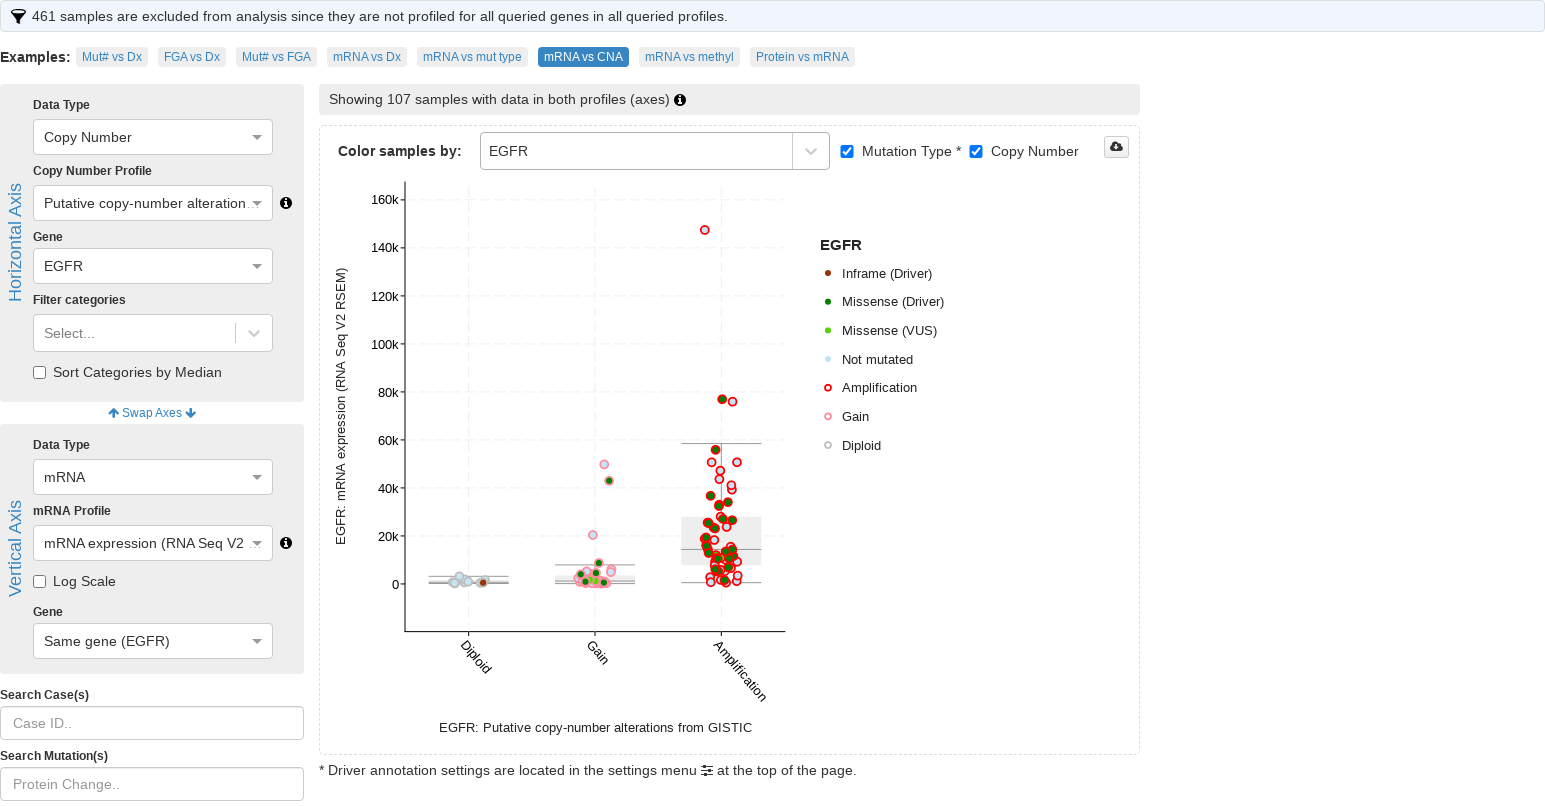 461 samples are excluded from analysis since they are not profiled for all queried genes in all queried profiles.
Examples: Mut# vs Dx FGA vs Dx Mut# vs FGA mRNA vs Dx mRNA vs mut type mRNA vs CNA mRNA vs methyl Protein vs mRNA
Horizontal Axis
Data Type
Copy Number
Copy Number Profile
Putative copy-number alteration…
Gene
EGFR
Filter categories
Select...
Sort Categories by Median
Swap Axes
Vertical Axis
Data Type
mRNA
mRNA Profile
mRNA expression (RNA Seq V2 …
Log Scale
Gene
Same gene (EGFR)
Search Case(s)
Case ID..
Search Mutation(s)
Protein Change..
Showing 107 samples with data in both profiles (axes)
Color samples by: EGFR Mutation Type * Copy Number
EGFR: mRNA expression (RNA Seq V2 RSEM)
160k
140k
120k
100k
80k
60k
40k
20k
0
Diploid
Gain
Amplification
EGFR: Putative copy-number alterations from GISTIC
EGFR
Inframe (Driver)
Missense (Driver)
Missense (VUS)
Not mutated
Amplification
Gain
Diploid
* Driver annotation settings are located in the settings menu at the top of the page.